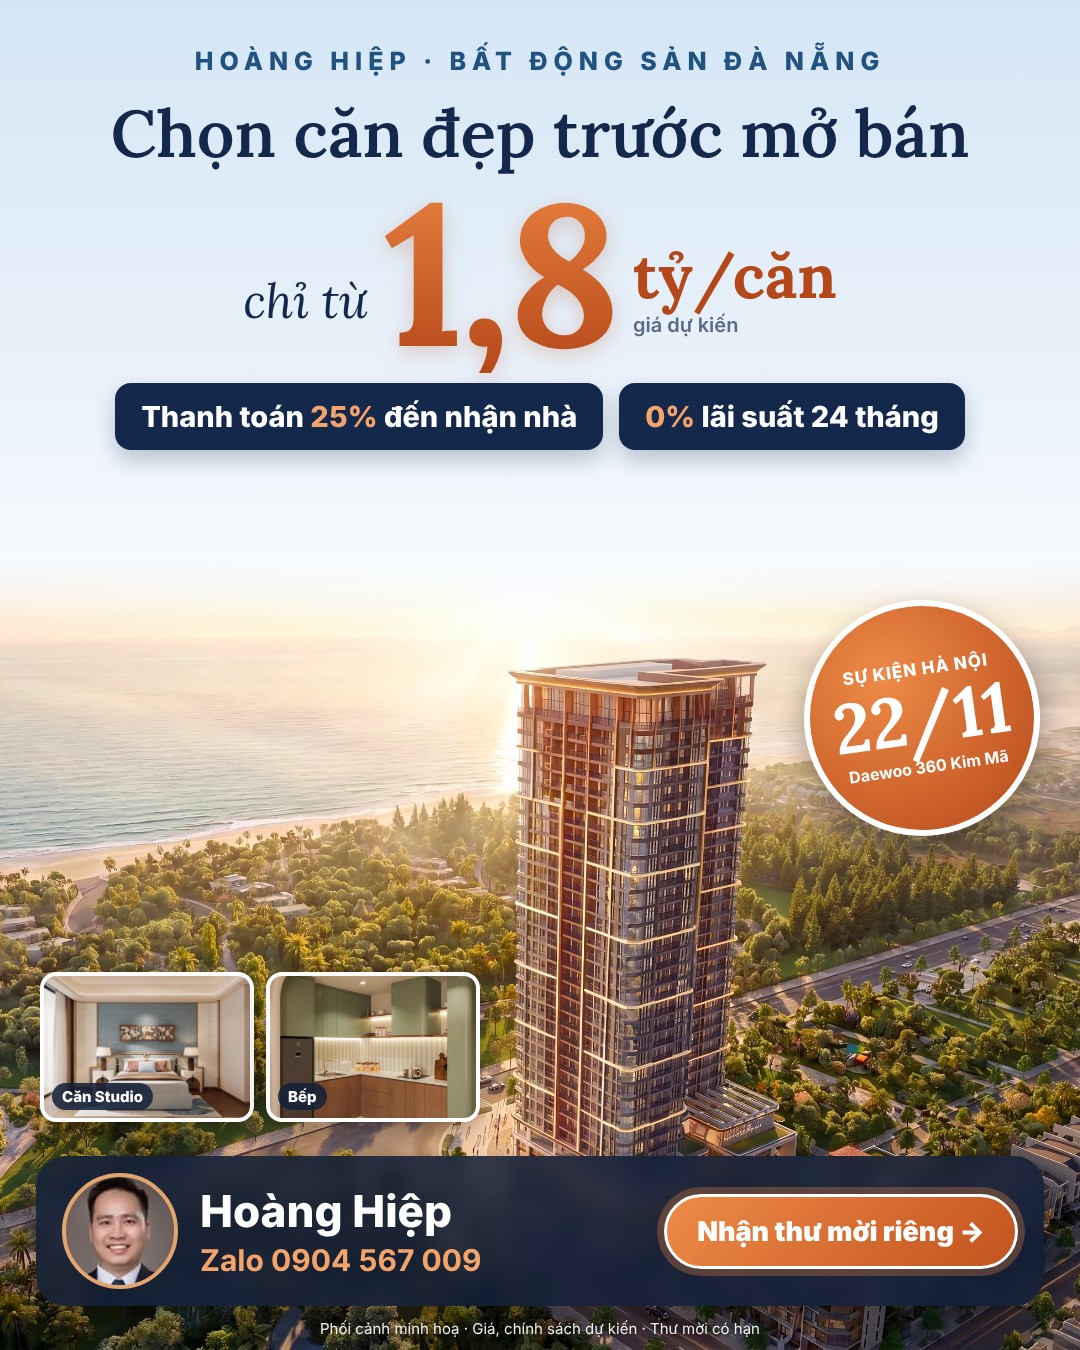 HOÀNG HIỆP · BẤT ĐỘNG SẢN ĐÀ NẴNG
Chọn căn đẹp trước mở bán
chỉ từ 1,8 tỷ/căn
giá dự kiến
Thanh toán 25% đến nhận nhà
0% lãi suất 24 tháng
SỰ KIỆN HÀ NỘI
22/11
Daewoo 360 Kim Mã
Căn Studio
Bếp
Hoàng Hiệp
Zalo 0904 567 009
Nhận thư mời riêng →
Phối cảnh minh hoạ · Giá, chính sách dự kiến · Thư mời có hạn